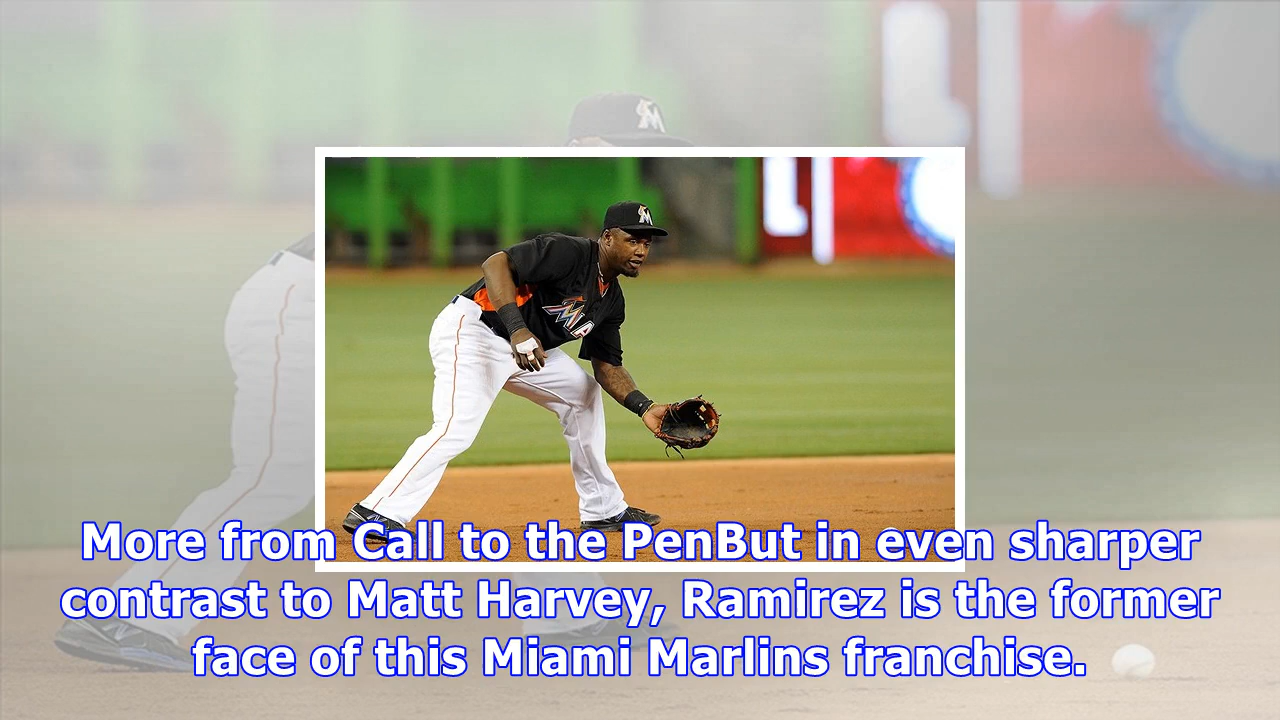 M
MIA
More from Call to the PenBut in even sharper
contrast to Matt Harvey, Ramirez is the former
face of this Miami Marlins franchise.